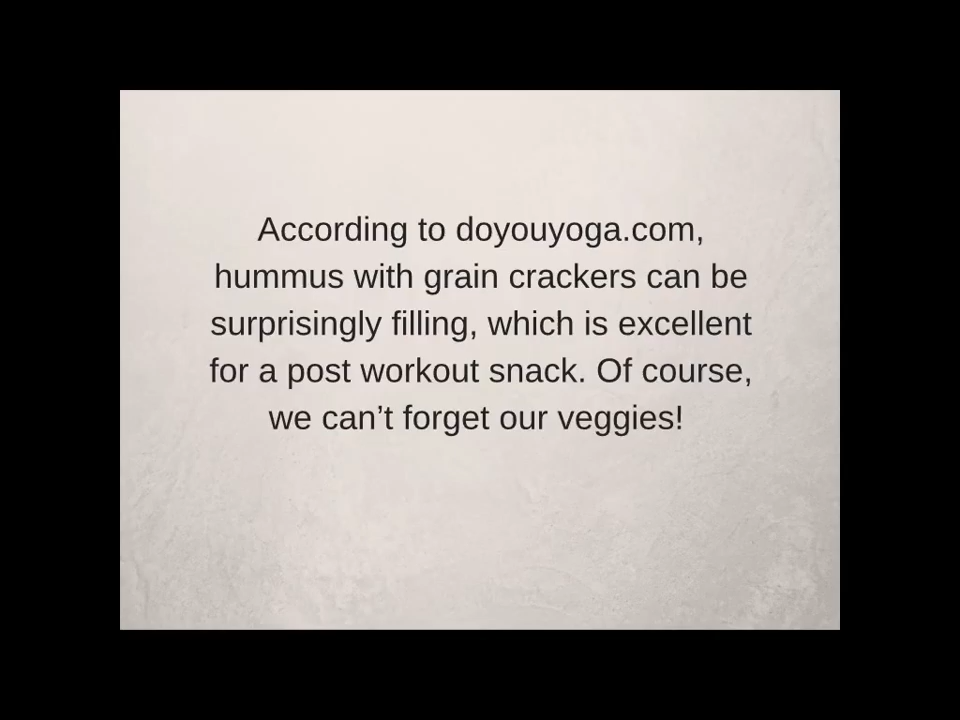 According to doyouyoga.com,
hummus with grain crackers can be
surprisingly filling, which is excellent
for a post workout snack. Of course,
we can’t forget our veggies!